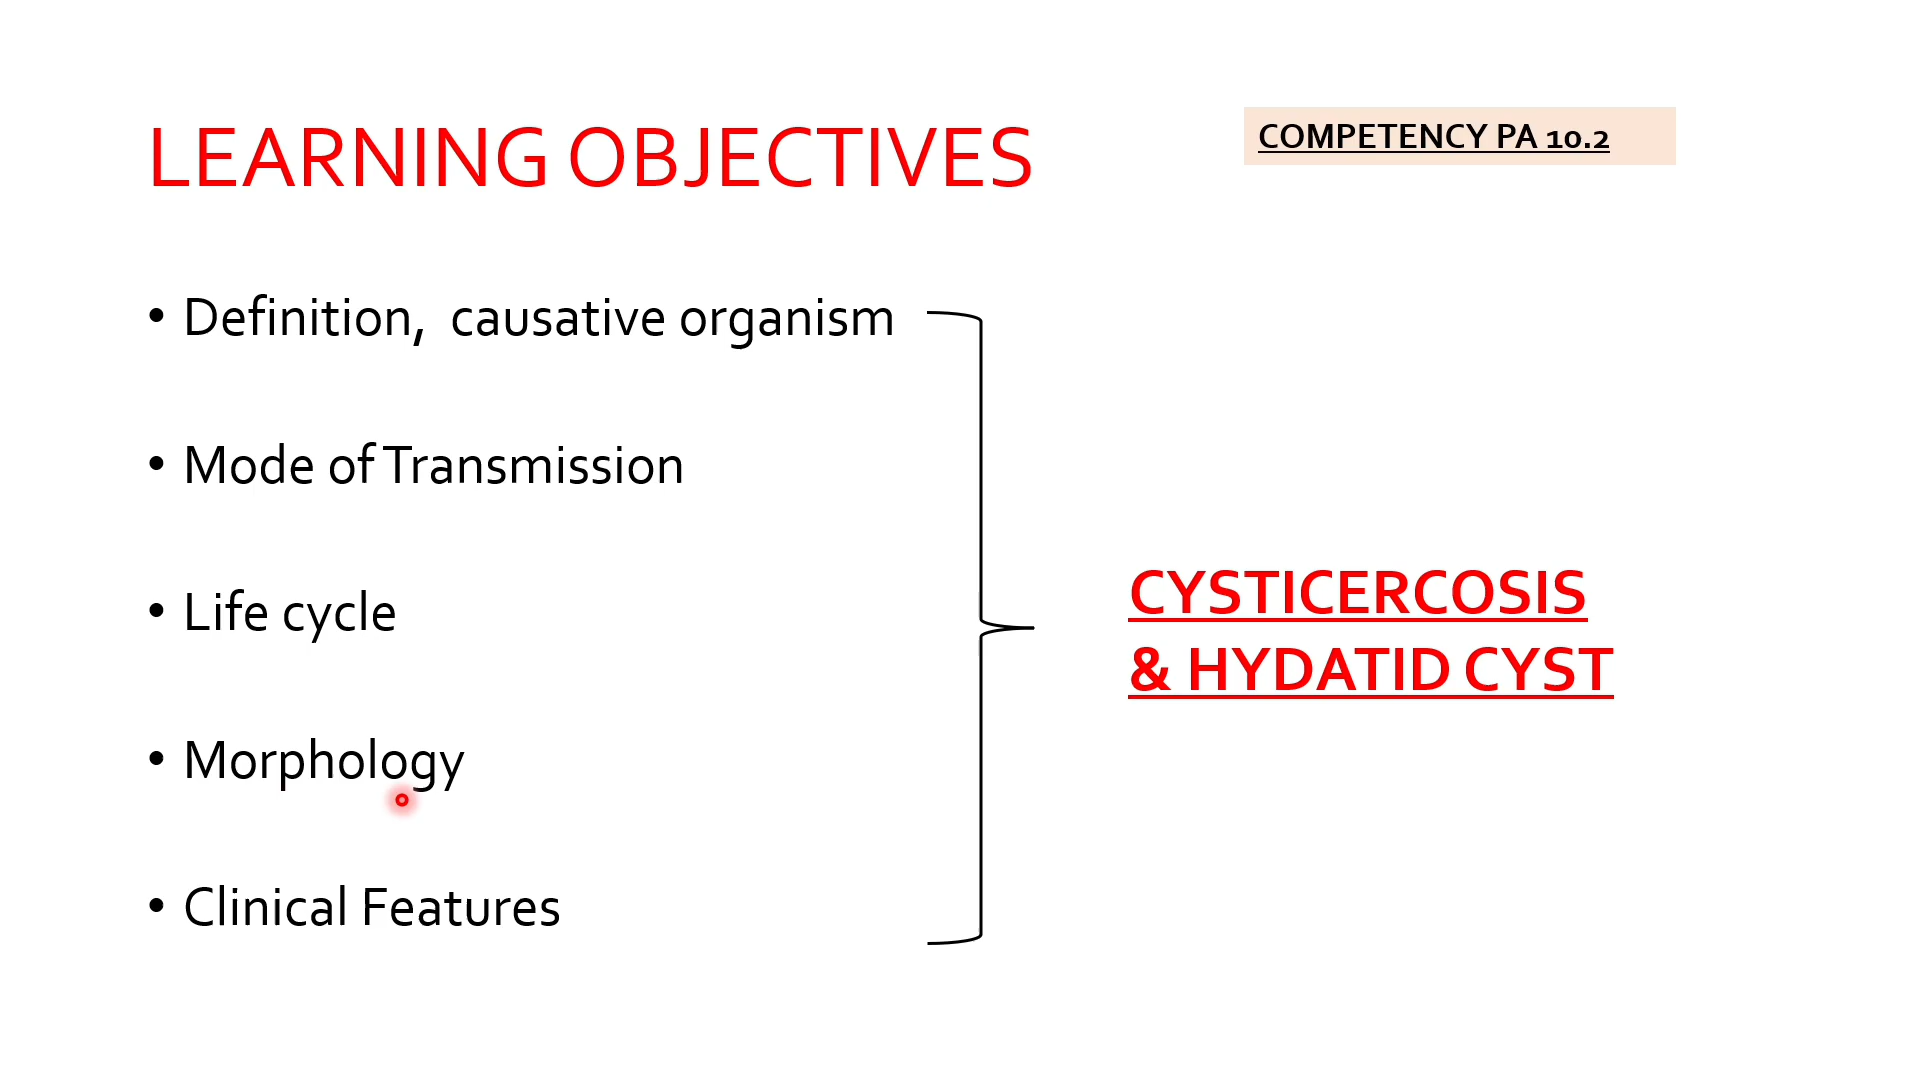 LEARNING OBJECTIVES
COMPETENCY PA 10.2
• Definition, causative organism
• Mode of Transmission
• Life cycle
• Morphology
• Clinical Features
CYSTICERCOSIS
& HYDATID CYST